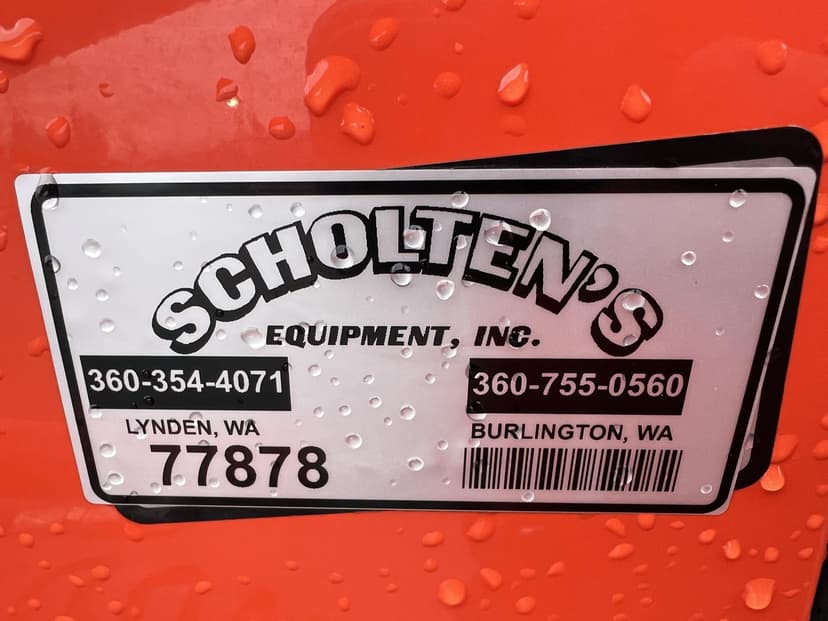 SCHOLTEN'S
EQUIPMENT, INC.
360-354-4071 360-755-0560
LYNDEN, WA BURLINGTON, WA
77878